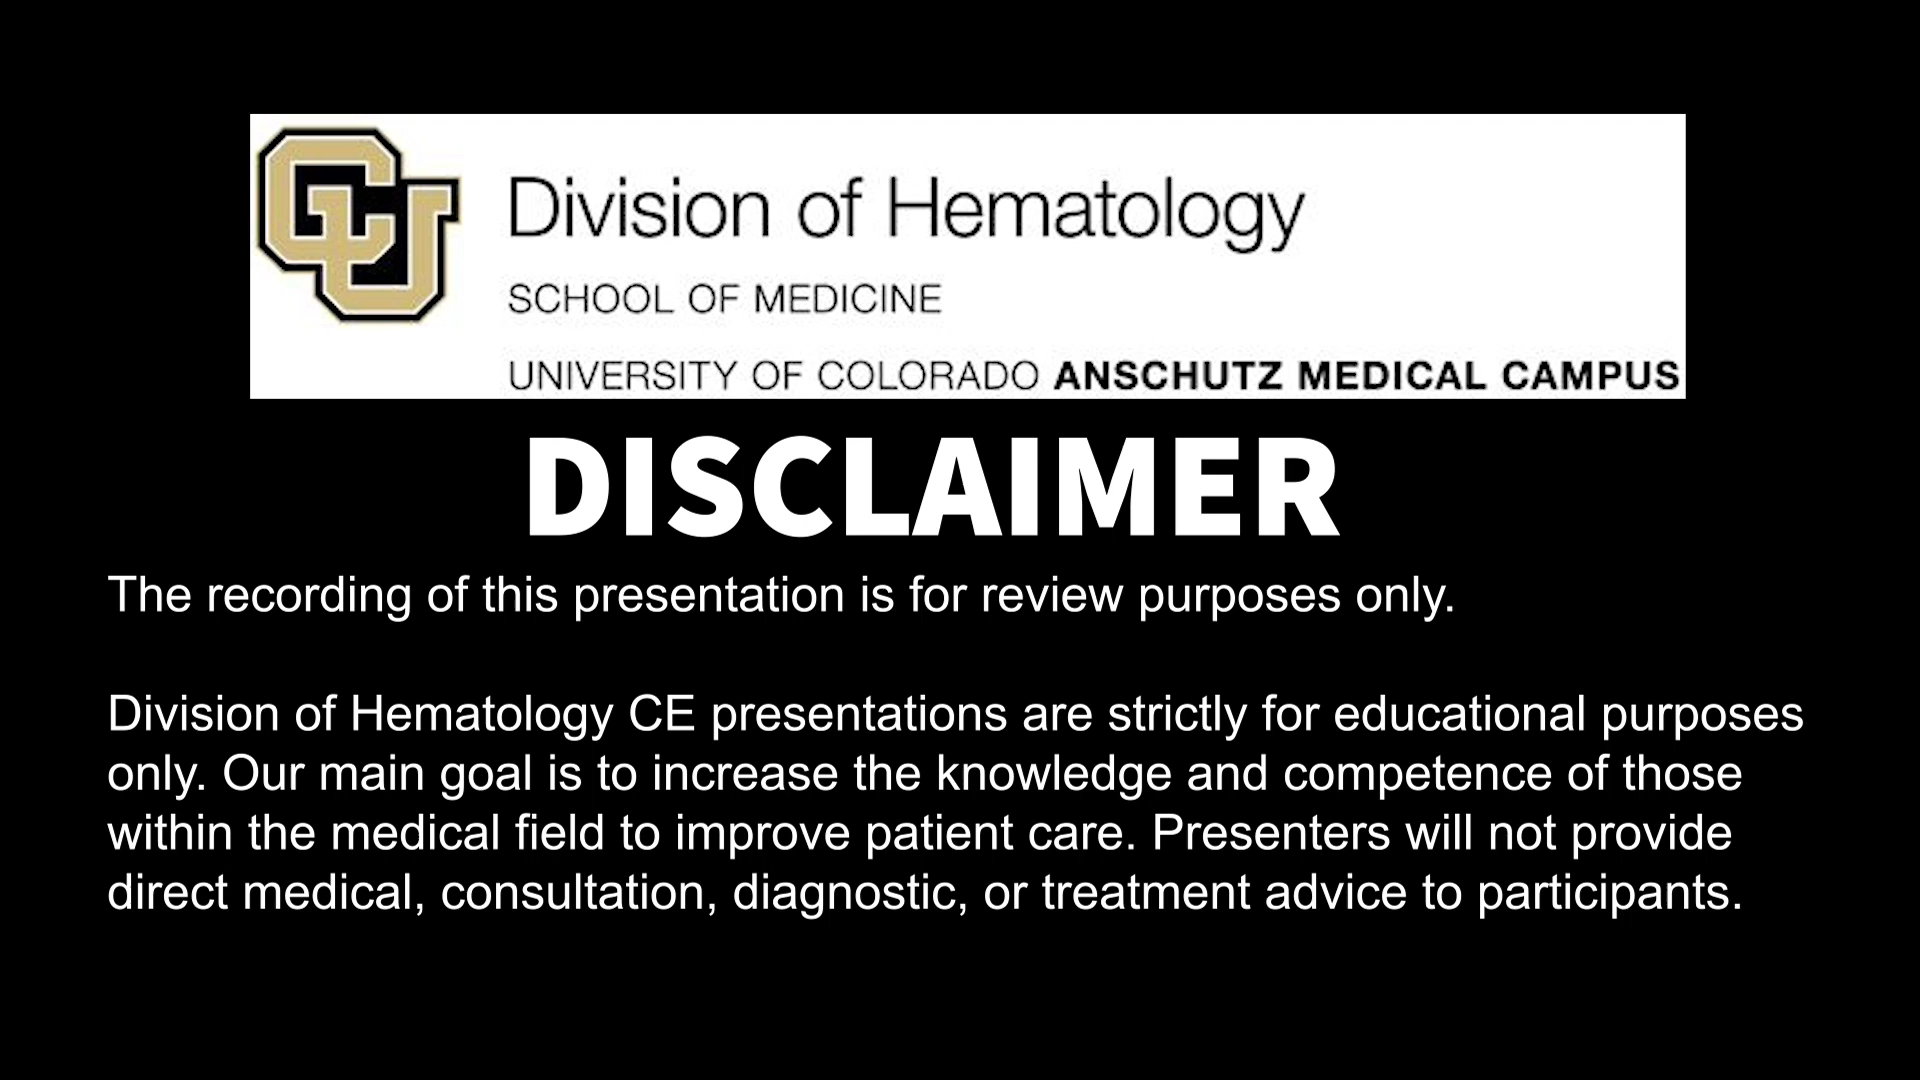 CU
Division of Hematology
SCHOOL OF MEDICINE
UNIVERSITY OF COLORADO ANSCHUTZ MEDICAL CAMPUS
DISCLAIMER
The recording of this presentation is for review purposes only.
Division of Hematology CE presentations are strictly for educational purposes
only. Our main goal is to increase the knowledge and competence of those
within the medical field to improve patient care. Presenters will not provide
direct medical, consultation, diagnostic, or treatment advice to participants.